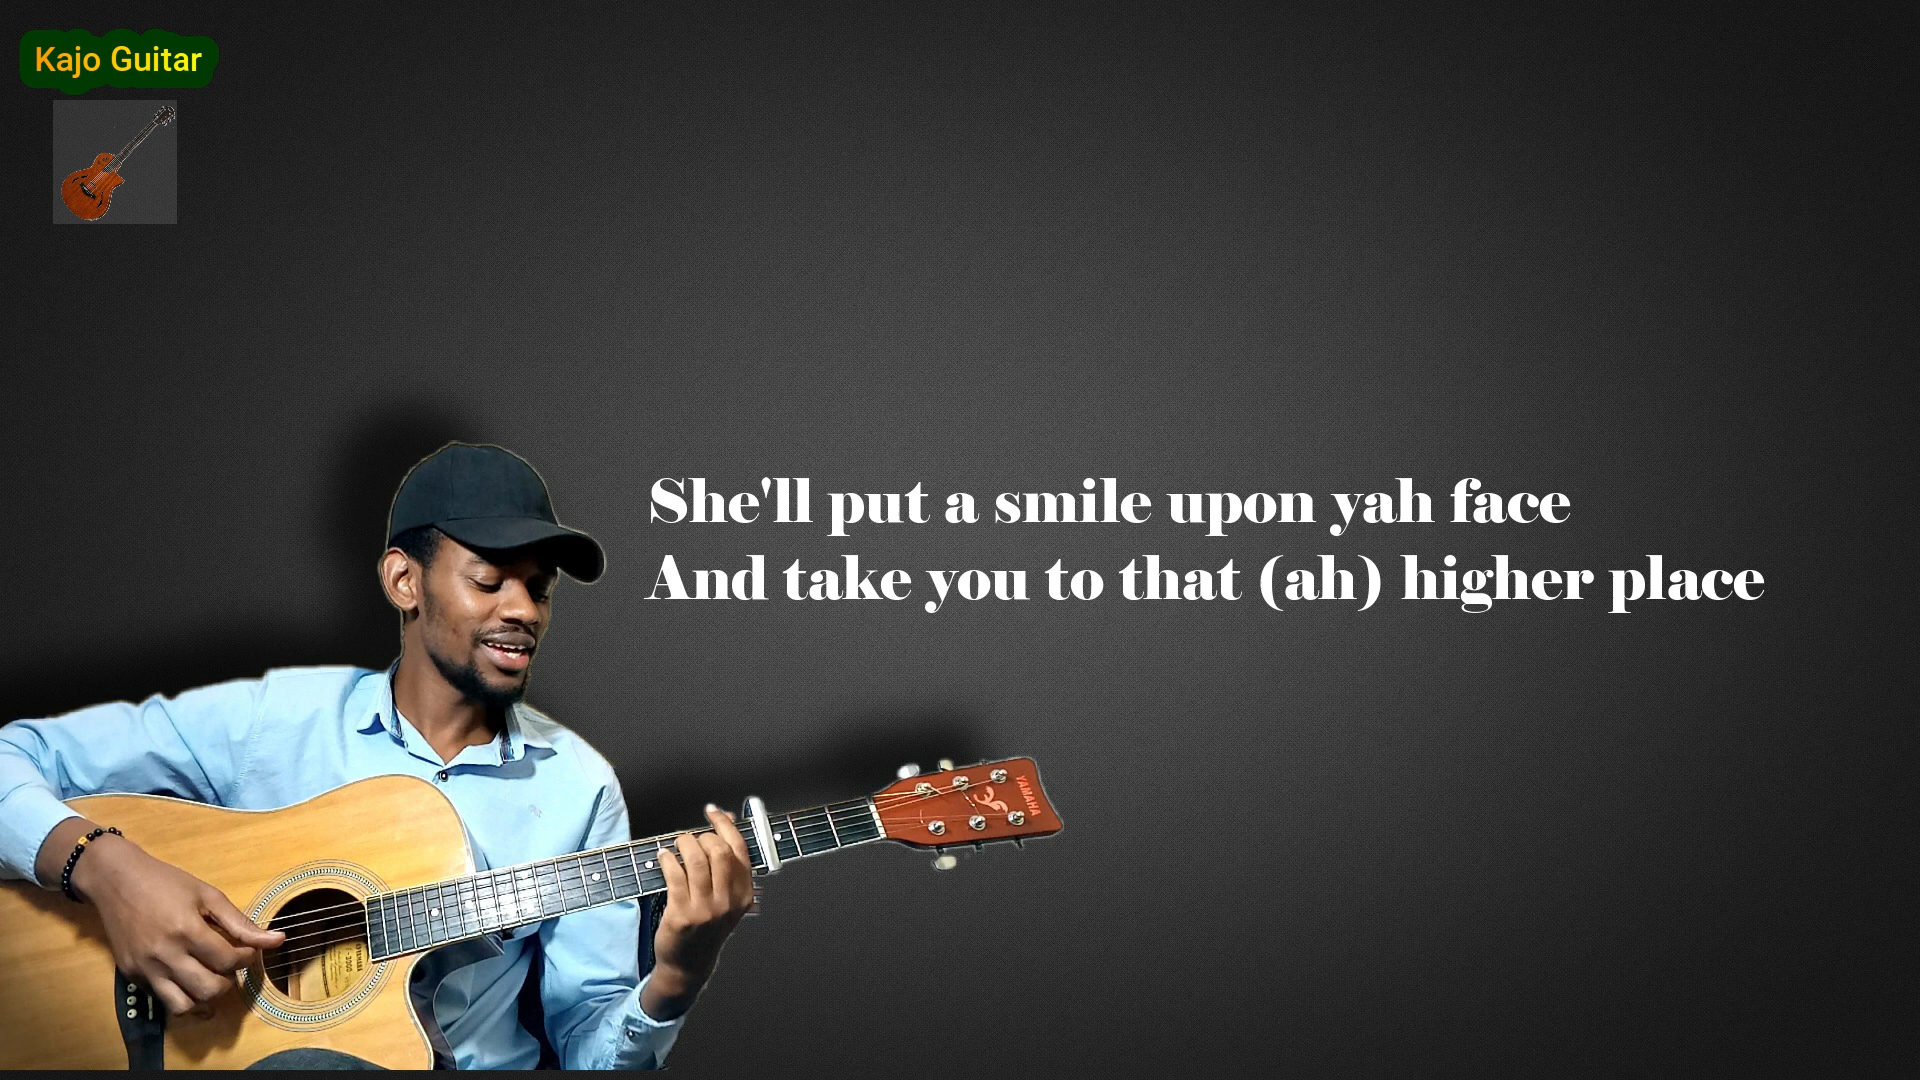 Kajo Guitar
She'll put a smile upon yah face
And take you to that (ah) higher place
YAMAHA